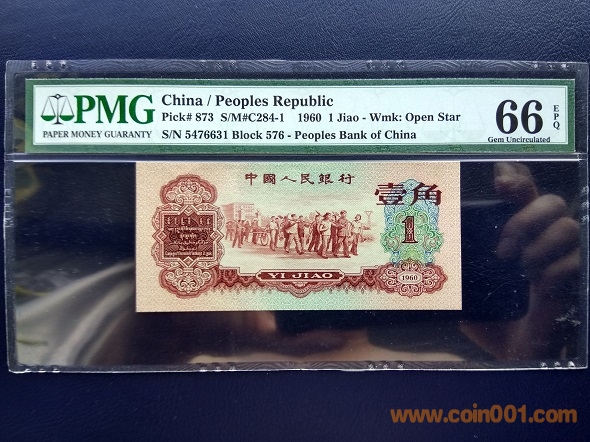 PMG
PAPER MONEY GUARANTY
China / Peoples Republic
Pick# 873 S/M#C284-1 1960 1 Jiao - Wmk: Open Star
S/N 5476631 Block 576 - Peoples Bank of China
66 EPQ
Gem Uncirculated
中國人民銀行
壹角
1
YI JIAO
1960
www.coin001.com